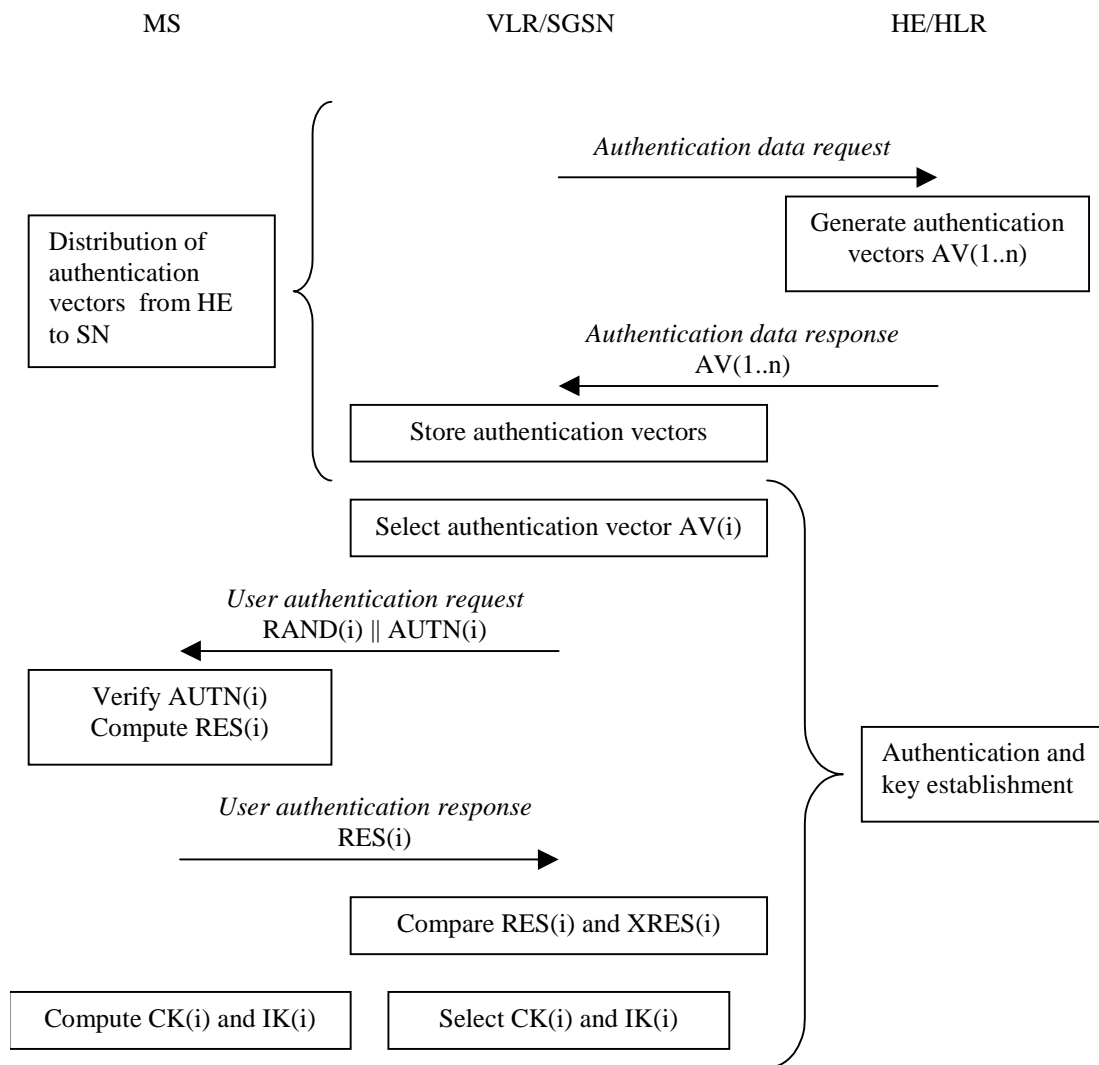 MS VLR/SGSN HE/HLR
Authentication data request
Generate authentication
vectors AV(1..n)
Distribution of
authentication
vectors from HE
to SN
Authentication data response
AV(1..n)
Store authentication vectors
Select authentication vector AV(i)
User authentication request
RAND(i) || AUTN(i)
Verify AUTN(i)
Compute RES(i)
Authentication and
key establishment
User authentication response
RES(i)
Compare RES(i) and XRES(i)
Compute CK(i) and IK(i)
Select CK(i) and IK(i)